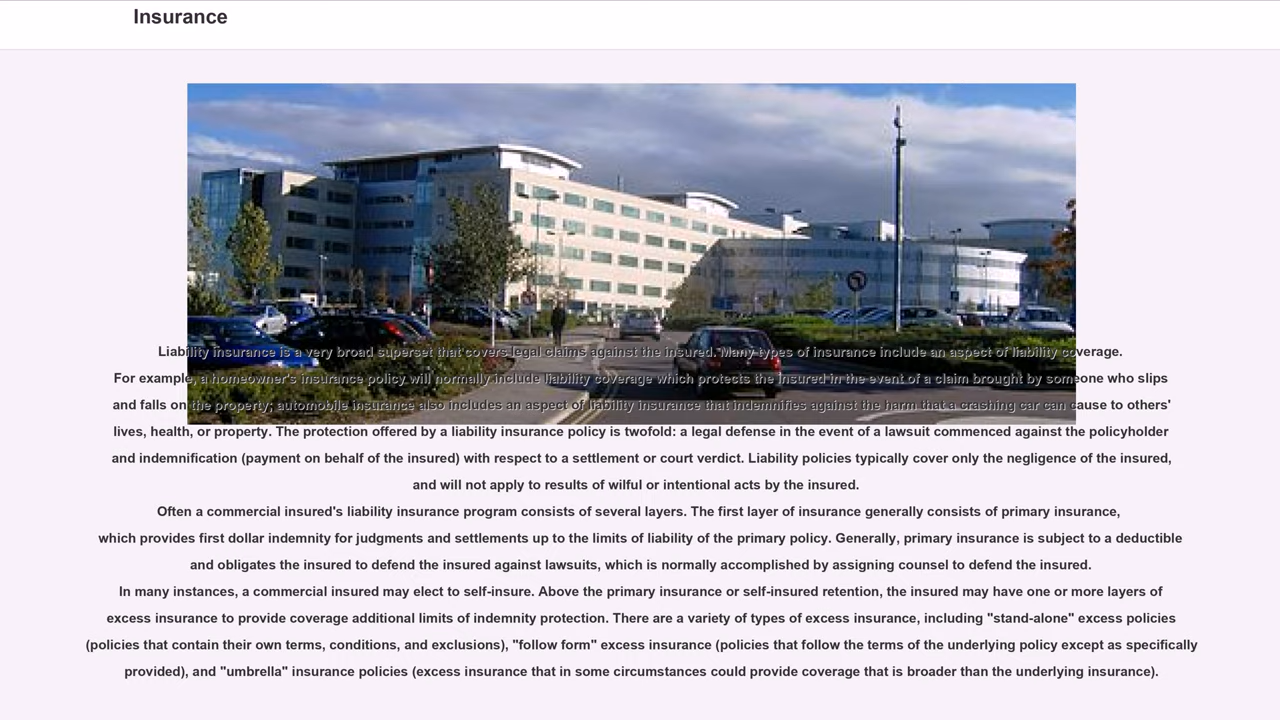 Insurance
Liability insurance is a very broad superset that covers legal claims against the insured. Many types of insurance include an aspect of liability coverage.
For example, a homeowner's insurance policy will normally include liability coverage which protects the insured in the event of a claim brought by someone who slips
and falls on the property; automobile insurance also includes an aspect of liability insurance that indemnifies against the harm that a crashing car can cause to others'
lives, health, or property. The protection offered by a liability insurance policy is twofold: a legal defense in the event of a lawsuit commenced against the policyholder
and indemnification (payment on behalf of the insured) with respect to a settlement or court verdict. Liability policies typically cover only the negligence of the insured,
and will not apply to results of wilful or intentional acts by the insured.
Often a commercial insured's liability insurance program consists of several layers. The first layer of insurance generally consists of primary insurance,
which provides first dollar indemnity for judgments and settlements up to the limits of liability of the primary policy. Generally, primary insurance is subject to a deductible
and obligates the insured to defend the insured against lawsuits, which is normally accomplished by assigning counsel to defend the insured.
In many instances, a commercial insured may elect to self-insure. Above the primary insurance or self-insured retention, the insured may have one or more layers of
excess insurance to provide coverage additional limits of indemnity protection. There are a variety of types of excess insurance, including "stand-alone" excess policies
(policies that contain their own terms, conditions, and exclusions), "follow form" excess insurance (policies that follow the terms of the underlying policy except as specifically
provided), and "umbrella" insurance policies (excess insurance that in some circumstances could provide coverage that is broader than the underlying insurance).